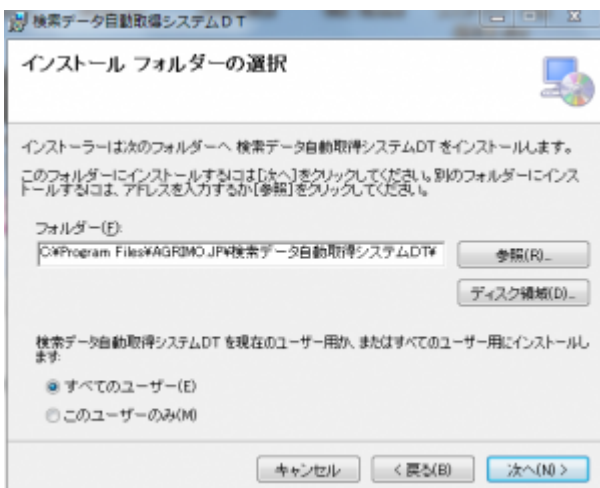 検索データ自動取得システムDT
インストール フォルダーの選択
インストーラーは次のフォルダーへ 検索データ自動取得システムDT をインストールします。
このフォルダーにインストールするには[次へ]をクリックしてください。別のフォルダーにインス
トールするには、アドレスを入力するか[参照]をクリックしてください。
フォルダー(F):
C:¥Program Files¥AGRIMO.JP¥検索データ自動取得システムDT¥
参照(R)...
ディスク領域(D)...
検索データ自動取得システムDT を現在のユーザー用か、またはすべてのユーザー用にインストールし
ます:
すべてのユーザー(E)
このユーザーのみ(M)
キャンセル
< 戻る(B)
次へ(N) >